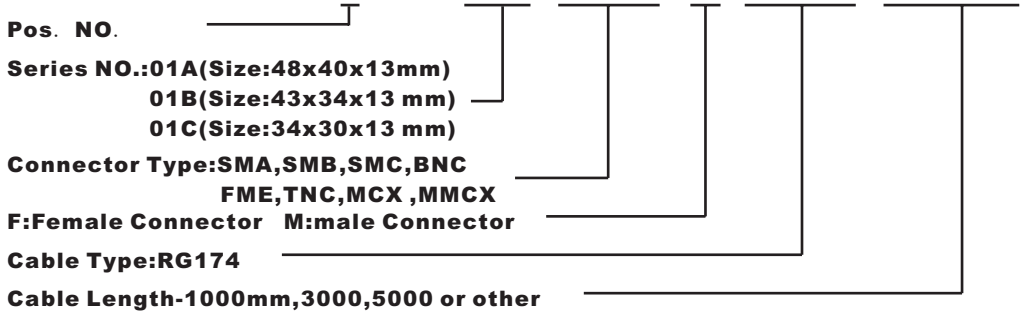 Pos. NO.
Series NO.:01A(Size:48x40x13mm)
01B(Size:43x34x13 mm)
01C(Size:34x30x13 mm)
Connector Type:SMA,SMB,SMC,BNC
FME,TNC,MCX ,MMCX
F:Female Connector M:male Connector
Cable Type:RG174
Cable Length-1000mm,3000,5000 or other